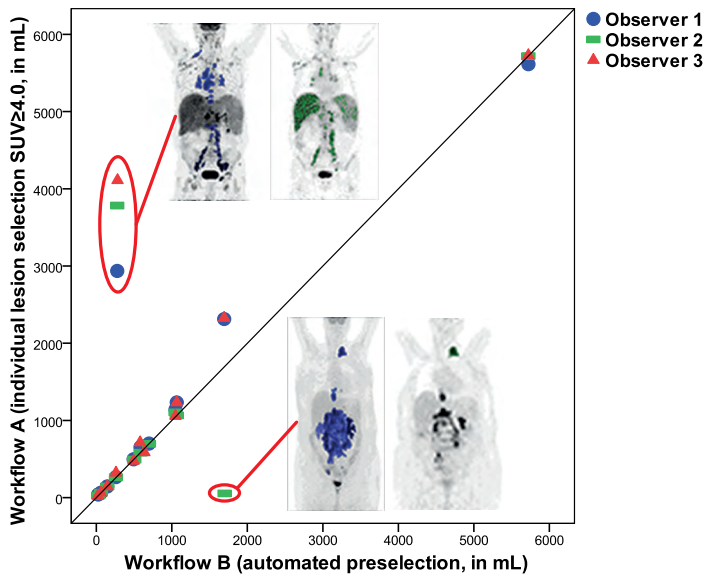 Observer 1
Observer 2
Observer 3
Workflow A (individual lesion selection SUV≥4.0, in mL)
6000
5000
4000
3000
2000
1000
0
0 1000 2000 3000 4000 5000 6000
Workflow B (automated preselection, in mL)